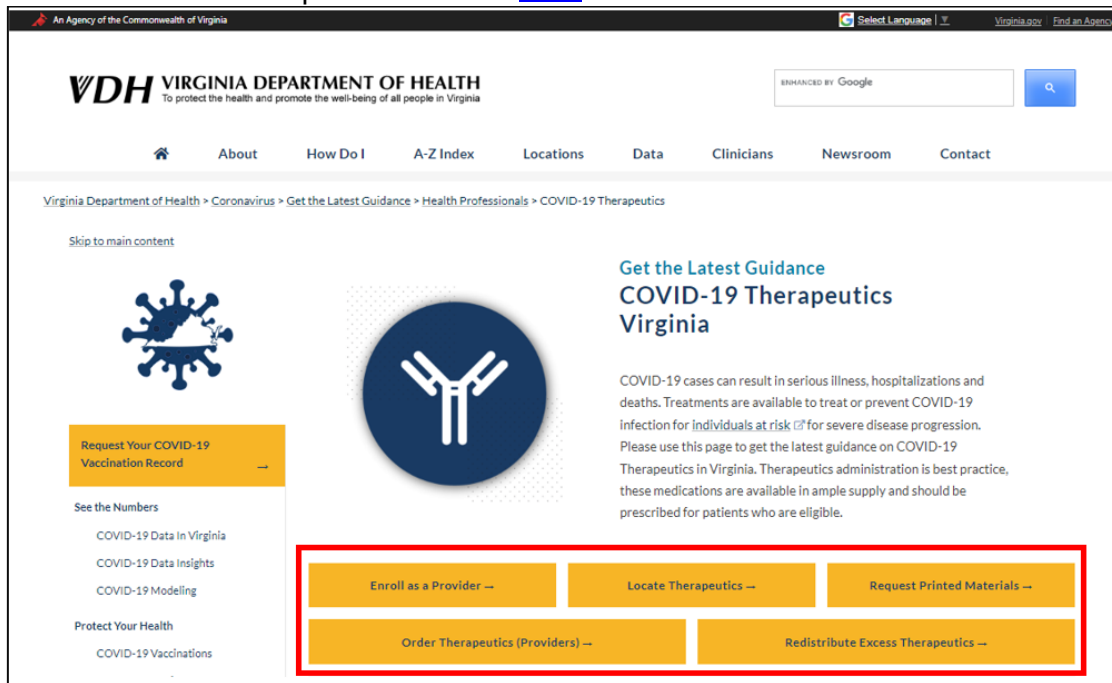 An Agency of the Commonwealth of Virginia
Select Language | ▼
Virginia.gov | Find an Agency
VDH VIRGINIA DEPARTMENT OF HEALTH
To protect the health and promote the well-being of all people in Virginia
ENHANCED BY Google
About How Do I A-Z Index Locations Data Clinicians Newsroom Contact
Virginia Department of Health > Coronavirus > Get the Latest Guidance > Health Professionals > COVID-19 Therapeutics
Skip to main content
Request Your COVID-19
Vaccination Record →
See the Numbers
COVID-19 Data In Virginia
COVID-19 Data Insights
COVID-19 Modeling
Protect Your Health
COVID-19 Vaccinations
Get the Latest Guidance
COVID-19 Therapeutics
Virginia
COVID-19 cases can result in serious illness, hospitalizations and
deaths. Treatments are available to treat or prevent COVID-19
infection for individuals at risk for severe disease progression.
Please use this page to get the latest guidance on COVID-19
Therapeutics in Virginia. Therapeutics administration is best practice,
these medications are available in ample supply and should be
prescribed for patients who are eligible.
Enroll as a Provider →
Locate Therapeutics →
Request Printed Materials →
Order Therapeutics (Providers) →
Redistribute Excess Therapeutics →